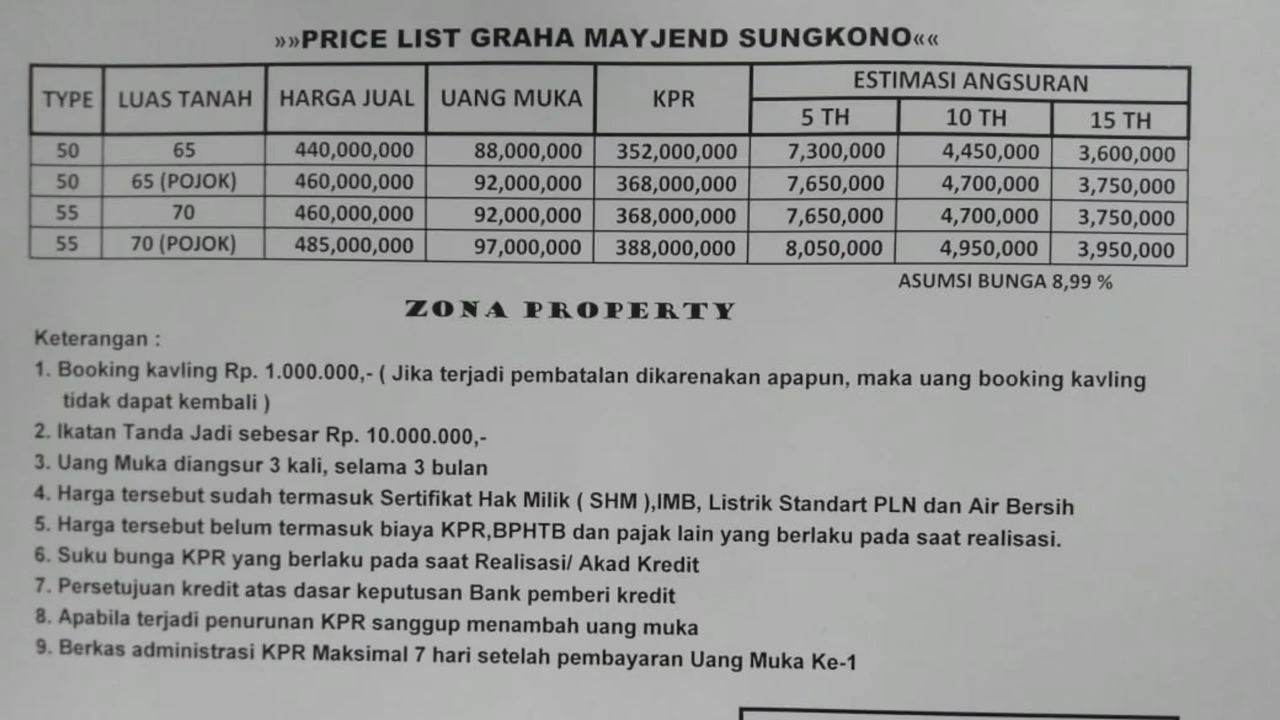 »»PRICE LIST GRAHA MAYJEND SUNGKONO««
TYPE LUAS TANAH HARGA JUAL UANG MUKA KPR ESTIMASI ANGSURAN
5 TH 10 TH 15 TH
50 65 440,000,000 88,000,000 352,000,000 7,300,000 4,450,000 3,600,000
50 65 (POJOK) 460,000,000 92,000,000 368,000,000 7,650,000 4,700,000 3,750,000
55 70 460,000,000 92,000,000 368,000,000 7,650,000 4,700,000 3,750,000
55 70 (POJOK) 485,000,000 97,000,000 388,000,000 8,050,000 4,950,000 3,950,000
ASUMSI BUNGA 8,99 %
ZONA PROPERTY
Keterangan :
1. Booking kavling Rp. 1.000.000,- ( Jika terjadi pembatalan dikarenakan apapun, maka uang booking kavling
tidak dapat kembali )
2. Ikatan Tanda Jadi sebesar Rp. 10.000.000,-
3. Uang Muka diangsur 3 kali, selama 3 bulan
4. Harga tersebut sudah termasuk Sertifikat Hak Milik ( SHM ),IMB, Listrik Standart PLN dan Air Bersih
5. Harga tersebut belum termasuk biaya KPR,BPHTB dan pajak lain yang berlaku pada saat realisasi.
6. Suku bunga KPR yang berlaku pada saat Realisasi/ Akad Kredit
7. Persetujuan kredit atas dasar keputusan Bank pemberi kredit
8. Apabila terjadi penurunan KPR sanggup menambah uang muka
9. Berkas administrasi KPR Maksimal 7 hari setelah pembayaran Uang Muka Ke-1